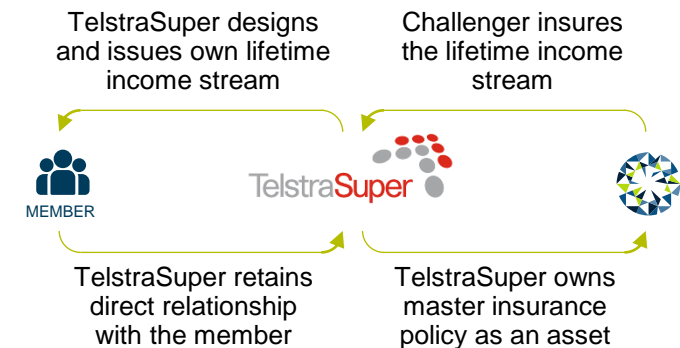 TelstraSuper designs
and issues own lifetime
income stream
Challenger insures
the lifetime income
stream
MEMBER
TelstraSuper
TelstraSuper retains
direct relationship
with the member
TelstraSuper owns
master insurance
policy as an asset